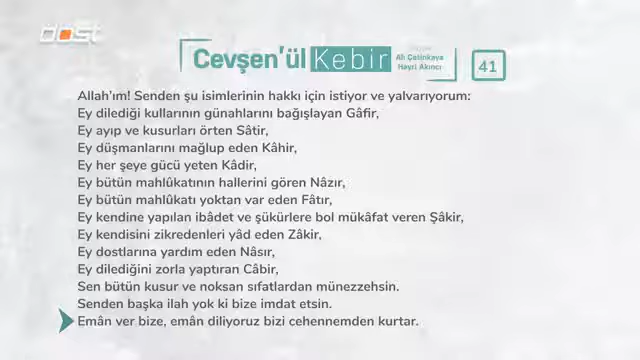 dost
Cevşen'ül Kebir
Ali Çetinkaya
Hayri Akıncı
41
Allah'ım! Senden şu isimlerinin hakkı için istiyor ve yalvarıyorum:
Ey dilediği kullarının günahlarını bağışlayan Gâfir,
Ey ayıp ve kusurları örten Sâtir,
Ey düşmanlarını mağlup eden Kâhir,
Ey her şeye gücü yeten Kâdir,
Ey bütün mahlûkatının hallerini gören Nâzır,
Ey bütün mahlûkatı yoktan var eden Fâtır,
Ey kendine yapılan ibâdet ve şükürlere bol mükâfat veren Şâkir,
Ey kendisini zikredenleri yâd eden Zâkir,
Ey dostlarına yardım eden Nâsır,
Ey dilediğini zorla yaptıran Câbir,
Sen bütün kusur ve noksan sıfatlardan münezzehsin.
Senden başka ilah yok ki bize imdat etsin.
Emân ver bize, emân diliyoruz bizi cehennemden kurtar.